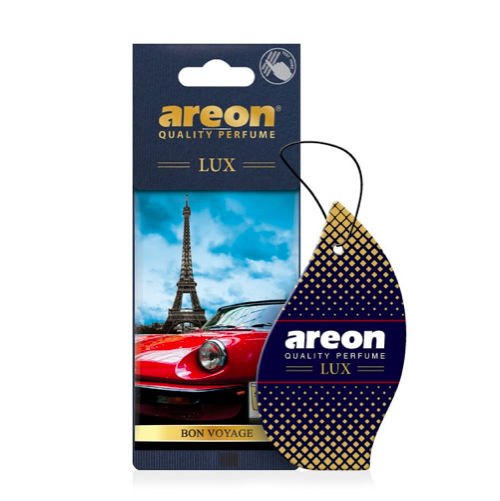 areon®
QUALITY PERFUME
LUX
BON VOYAGE
areon
QUALITY PERFUME
LUX